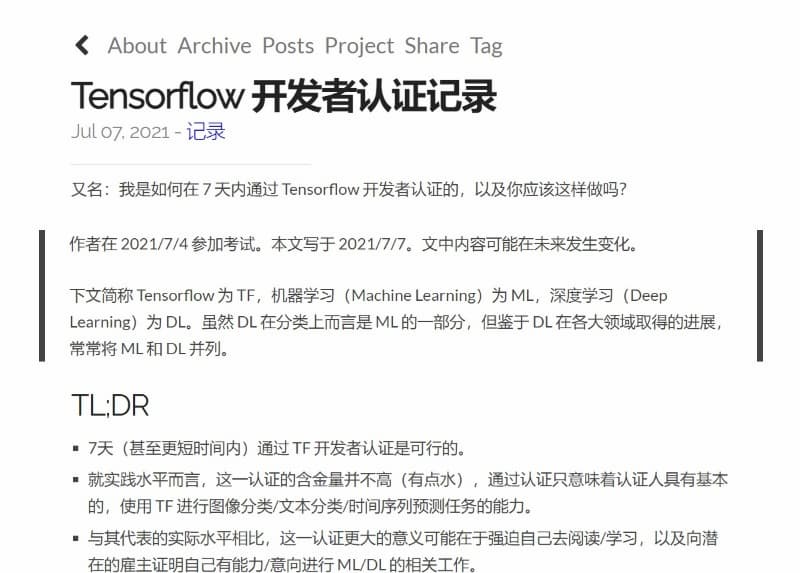 About Archive Posts Project Share Tag
Tensorflow 开发者认证记录
Jul 07, 2021 - 记录
又名：我是如何在 7 天内通过 Tensorflow 开发者认证的，以及你应该这样做吗？
作者在 2021/7/4 参加考试。本文写于 2021/7/7。文中内容可能在未来发生变化。
下文简称 Tensorflow 为 TF，机器学习（Machine Learning）为 ML，深度学习（Deep
Learning）为 DL。虽然 DL 在分类上而言是 ML 的一部分，但鉴于 DL 在各大领域取得的进展，
常常将 ML 和 DL 并列。
TL;DR
▪ 7天（甚至更短时间内）通过 TF 开发者认证是可行的。
▪ 就实践水平而言，这一认证的含金量并不高（有点水），通过认证只意味着认证人具有基本
的，使用 TF 进行图像分类/文本分类/时间序列预测任务的能力。
▪ 与其代表的实际水平相比，这一认证更大的意义可能在于强迫自己去阅读/学习，以及向潜
在的雇主证明自己有能力/意向进行 ML/DL 的相关工作。